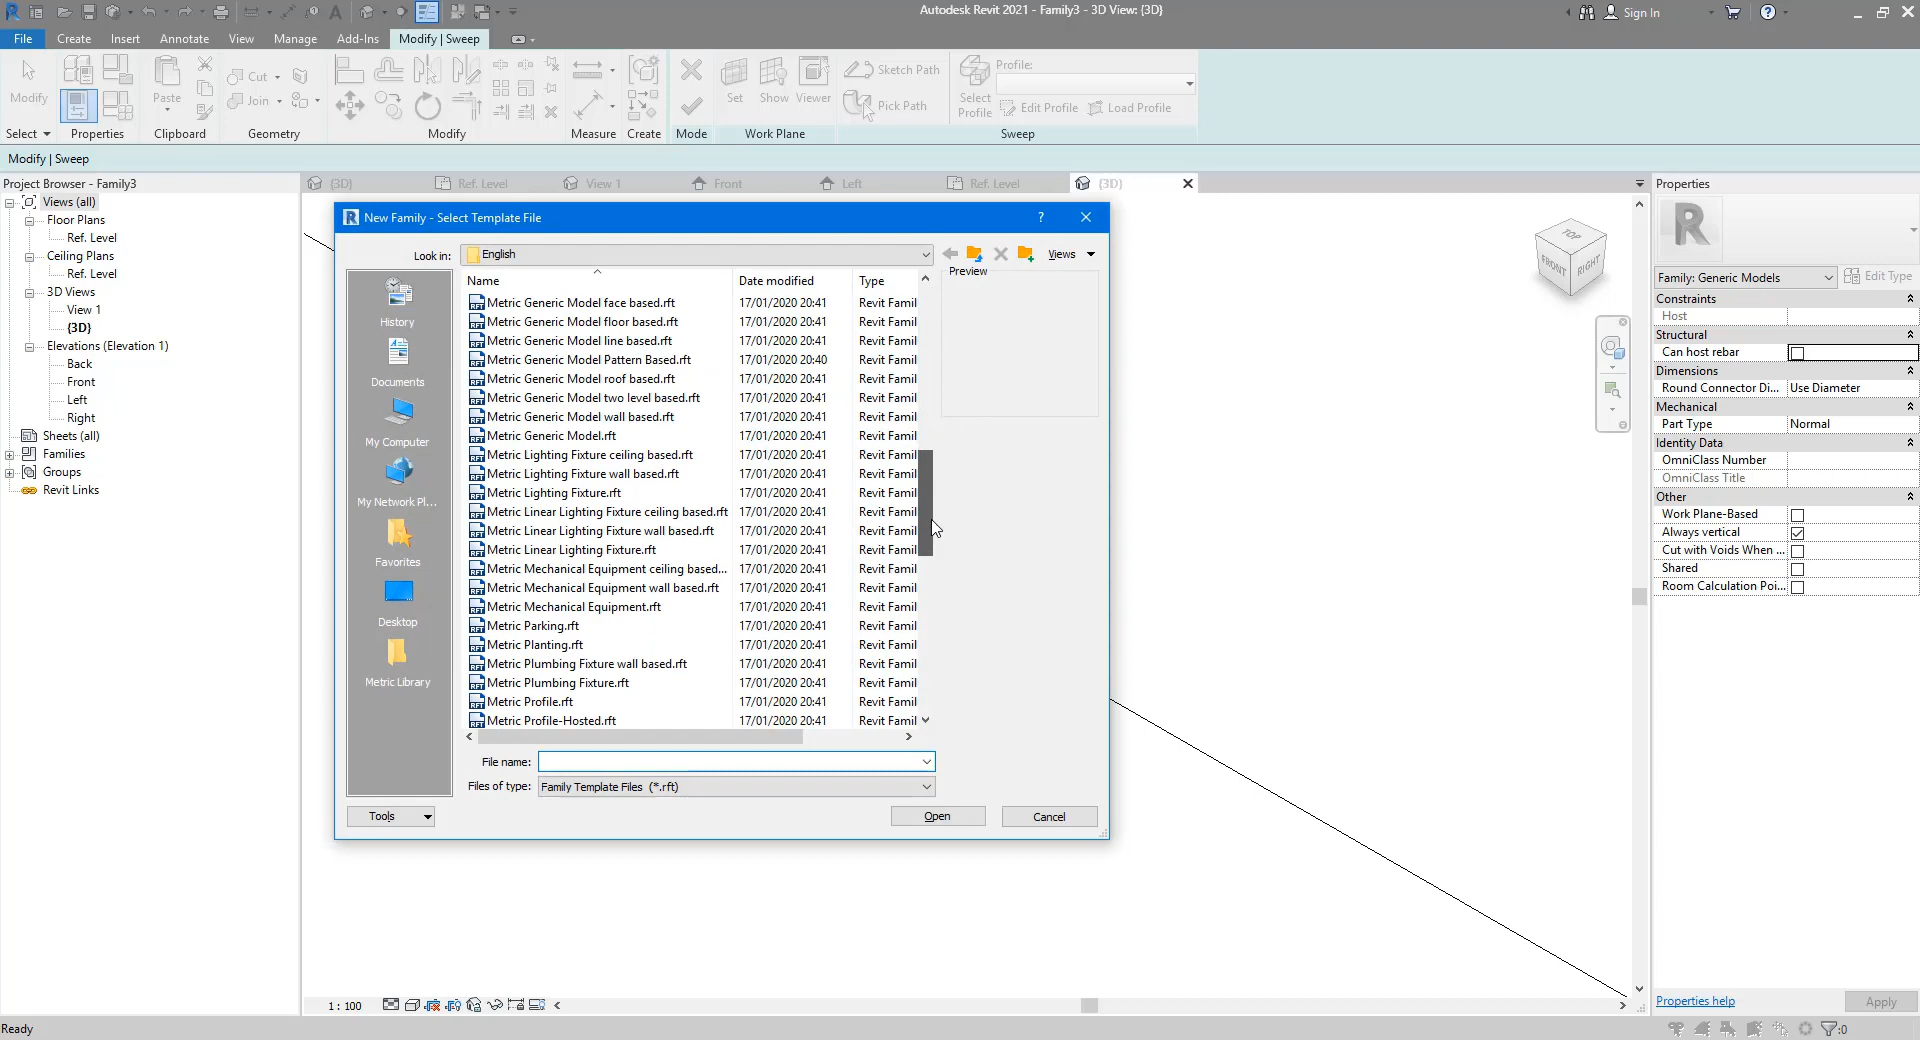 Autodesk Revit 2021 - Family3 - 3D View: {3D}
Sign In
File
Create
Insert
Annotate
View
Manage
Add-Ins
Modify | Sweep
Modify
Paste
Cut
Join
Set
Show
Viewer
Sketch Path
Pick Path
Select Profile
Profile:
Edit Profile
Load Profile
Select
Properties
Clipboard
Geometry
Modify
Measure
Create
Mode
Work Plane
Sweep
Modify | Sweep
Project Browser - Family3
Views (all)
Floor Plans
Ref. Level
Ceiling Plans
Ref. Level
3D Views
View 1
{3D}
Elevations (Elevation 1)
Back
Front
Left
Right
Sheets (all)
Families
Groups
Revit Links
{3D}
Ref. Level
View 1
Front
Left
Ref. Level
{3D}
New Family - Select Template File
?
Look in:
English
Views
History
Documents
My Computer
My Network Pl...
Favorites
Desktop
Metric Library
Name Date modified Type
Metric Generic Model face based.rft 17/01/2020 20:41 Revit Famil
Metric Generic Model floor based.rft 17/01/2020 20:41 Revit Famil
Metric Generic Model line based.rft 17/01/2020 20:41 Revit Famil
Metric Generic Model Pattern Based.rft 17/01/2020 20:40 Revit Famil
Metric Generic Model roof based.rft 17/01/2020 20:41 Revit Famil
Metric Generic Model two level based.rft 17/01/2020 20:41 Revit Famil
Metric Generic Model wall based.rft 17/01/2020 20:41 Revit Famil
Metric Generic Model.rft 17/01/2020 20:41 Revit Famil
Metric Lighting Fixture ceiling based.rft 17/01/2020 20:41 Revit Famil
Metric Lighting Fixture wall based.rft 17/01/2020 20:41 Revit Famil
Metric Lighting Fixture.rft 17/01/2020 20:41 Revit Famil
Metric Linear Lighting Fixture ceiling based.rft 17/01/2020 20:41 Revit Famil
Metric Linear Lighting Fixture wall based.rft 17/01/2020 20:41 Revit Famil
Metric Linear Lighting Fixture.rft 17/01/2020 20:41 Revit Famil
Metric Mechanical Equipment ceiling based... 17/01/2020 20:41 Revit Famil
Metric Mechanical Equipment wall based.rft 17/01/2020 20:41 Revit Famil
Metric Mechanical Equipment.rft 17/01/2020 20:41 Revit Famil
Metric Parking.rft 17/01/2020 20:41 Revit Famil
Metric Planting.rft 17/01/2020 20:41 Revit Famil
Metric Plumbing Fixture wall based.rft 17/01/2020 20:41 Revit Famil
Metric Plumbing Fixture.rft 17/01/2020 20:41 Revit Famil
Metric Profile.rft 17/01/2020 20:41 Revit Famil
Metric Profile-Hosted.rft 17/01/2020 20:41 Revit Famil
Preview
File name:
Files of type: Family Template Files (*.rft)
Tools
Open
Cancel
TOP
FRONT
RIGHT
Properties
Family: Generic Models
Edit Type
Constraints
Host
Structural
Can host rebar
Dimensions
Round Connector Di... Use Diameter
Mechanical
Part Type Normal
Identity Data
OmniClass Number
OmniClass Title
Other
Work Plane-Based
Always vertical
Cut with Voids When ...
Shared
Room Calculation Poi...
Properties help
Apply
1 : 100
Ready
:0